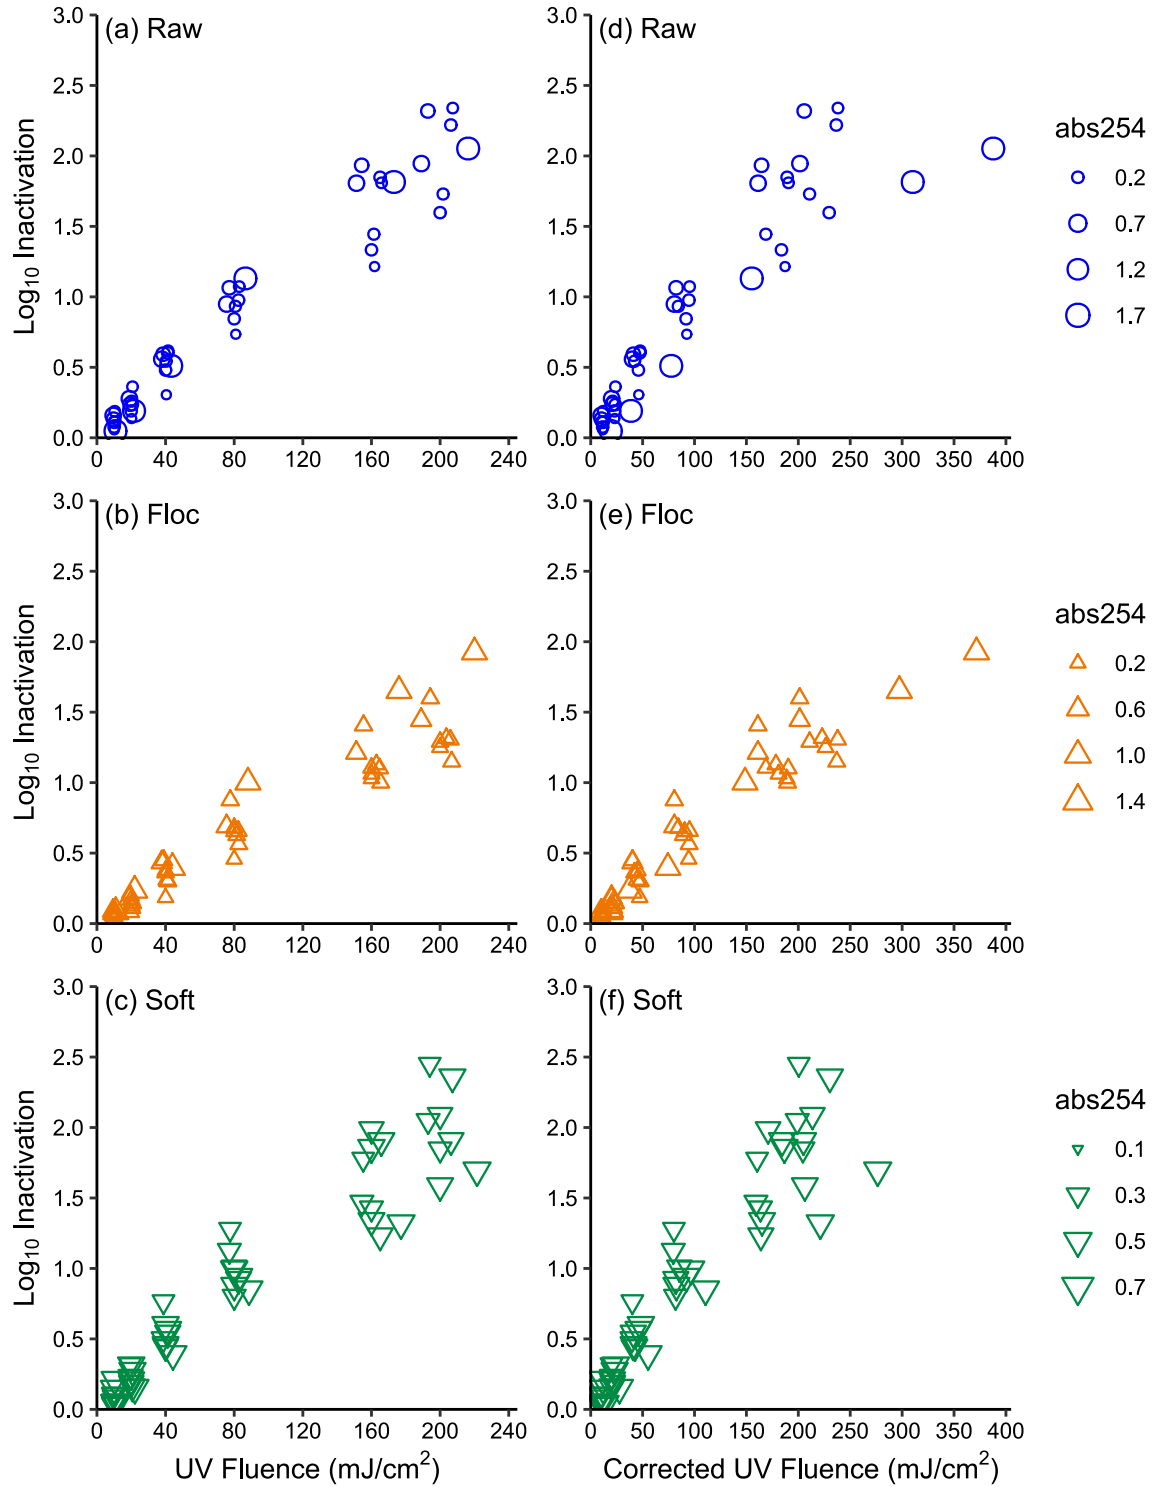 (a) Raw
3.0
2.5
2.0
1.5
1.0
0.5
0.0
0 40 80 120 160 200 240
Log10 Inactivation
(d) Raw
3.0
2.5
2.0
1.5
1.0
0.5
0.0
0 50 100 150 200 250 300 350 400
abs254
0.2
0.7
1.2
1.7
(b) Floc
3.0
2.5
2.0
1.5
1.0
0.5
0.0
0 40 80 120 160 200 240
Log10 Inactivation
(e) Floc
3.0
2.5
2.0
1.5
1.0
0.5
0.0
0 50 100 150 200 250 300 350 400
abs254
0.2
0.6
1.0
1.4
(c) Soft
3.0
2.5
2.0
1.5
1.0
0.5
0.0
0 40 80 120 160 200 240
Log10 Inactivation
UV Fluence (mJ/cm²)
(f) Soft
3.0
2.5
2.0
1.5
1.0
0.5
0.0
0 50 100 150 200 250 300 350 400
Corrected UV Fluence (mJ/cm²)
abs254
0.1
0.3
0.5
0.7